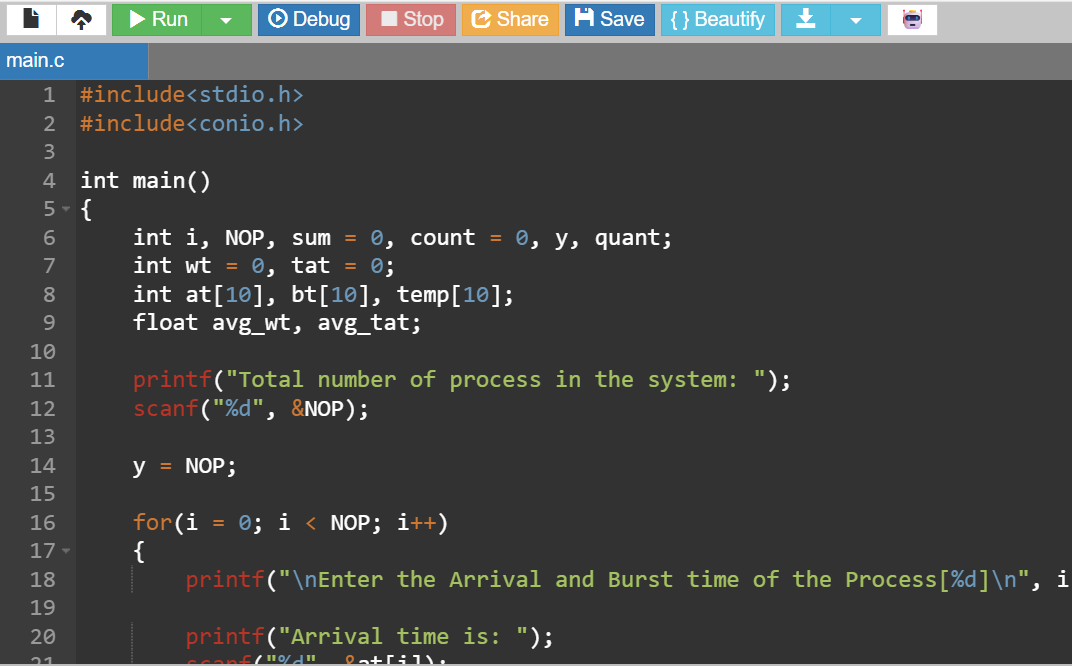 Run Debug Stop Share Save { } Beautify
main.c
1 #include<stdio.h>
2 #include<conio.h>
3
4 int main()
5 {
6     int i, NOP, sum = 0, count = 0, y, quant;
7     int wt = 0, tat = 0;
8     int at[10], bt[10], temp[10];
9     float avg_wt, avg_tat;
10
11     printf("Total number of process in the system: ");
12     scanf("%d", &NOP);
13
14     y = NOP;
15
16     for(i = 0; i < NOP; i++)
17     {
18         printf("\nEnter the Arrival and Burst time of the Process[%d]\n", i
19
20         printf("Arrival time is: ");
21         scanf("%d", &at[i]);